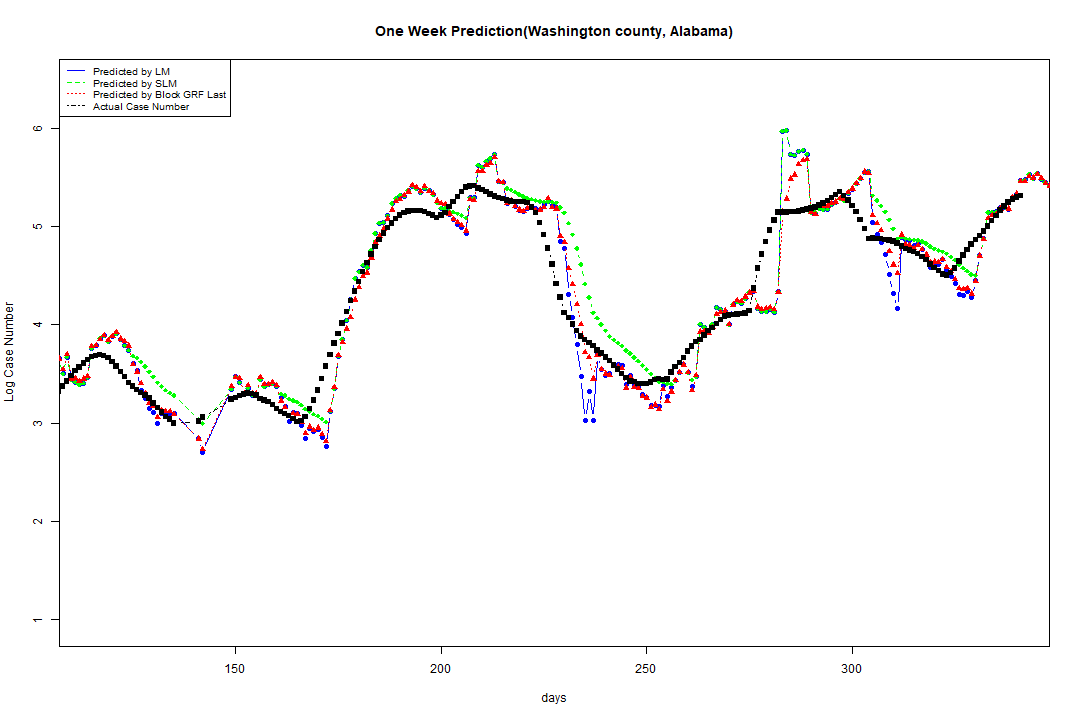 One Week Prediction(Washington county, Alabama)
Predicted by LM
Predicted by SLM
Predicted by Block GRF Last
Actual Case Number
6
5
4
3
2
1
Log Case Number
150
200
250
300
days